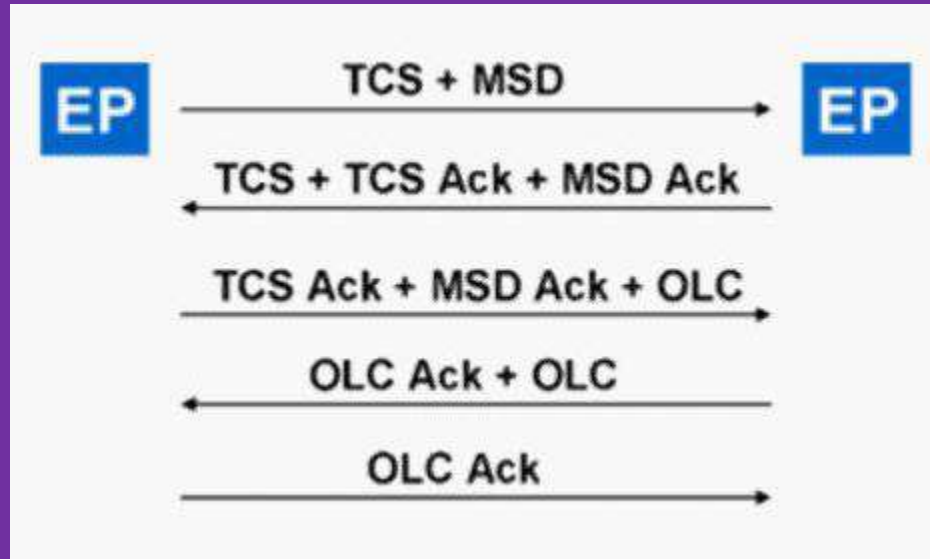 EP
TCS + MSD
EP
TCS + TCS Ack + MSD Ack
TCS Ack + MSD Ack + OLC
OLC Ack + OLC
OLC Ack